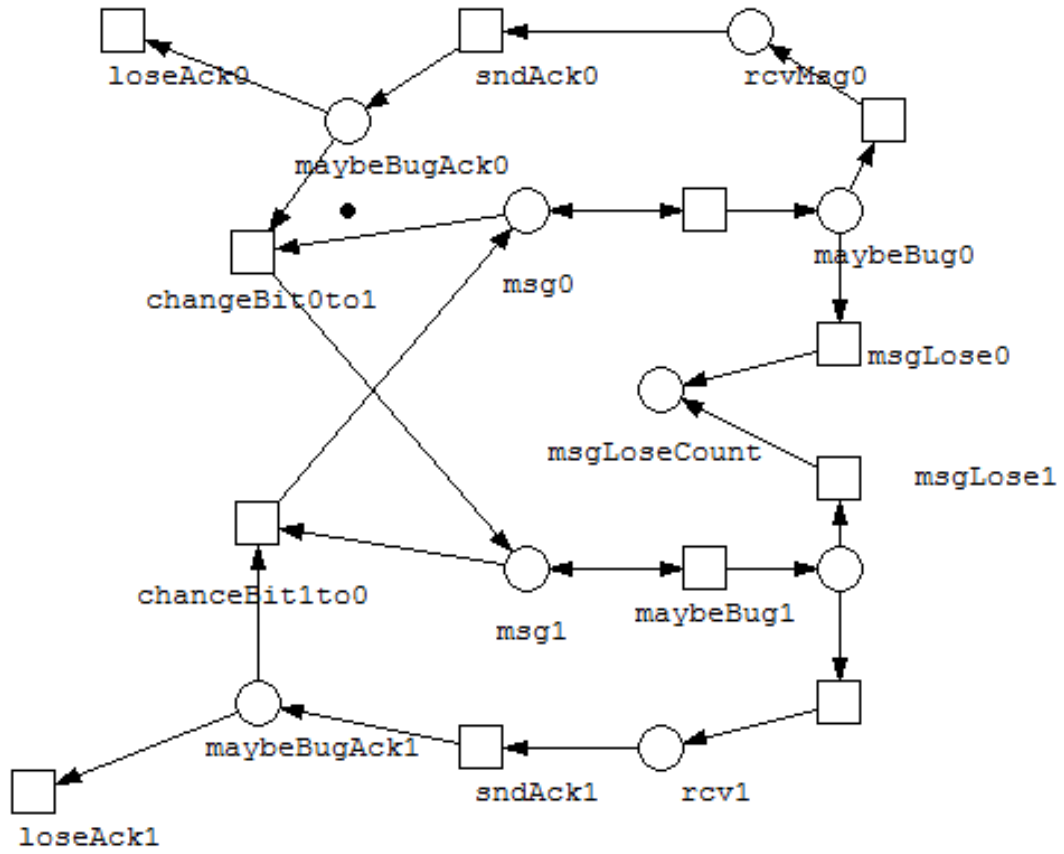 loseAck0
sndAck0
rcvMsg0
maybeBugAck0
maybeBug0
msg0
changeBit0to1
msgLose0
msgLoseCount
msgLose1
chanceBit1to0
maybeBug1
msg1
maybeBugAck1
sndAck1
rcv1
loseAck1